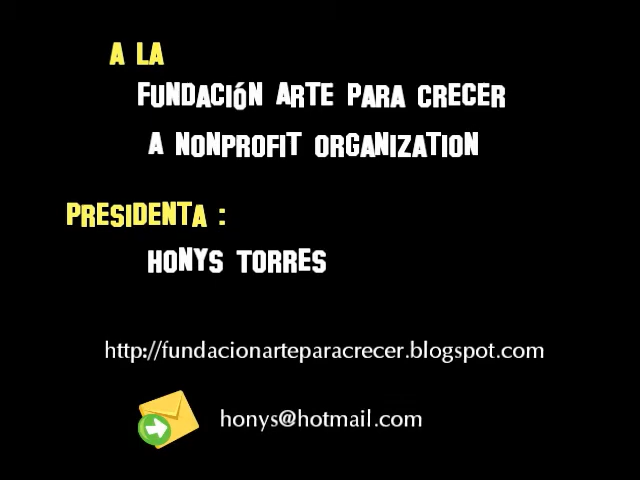 A LA
FUNDACIÓN ARTE PARA CRECER
A NONPROFIT ORGANIZATION
PRESIDENTA :
HONYS TORRES
http://fundacionarteparacrecer.blogspot.com
honys@hotmail.com